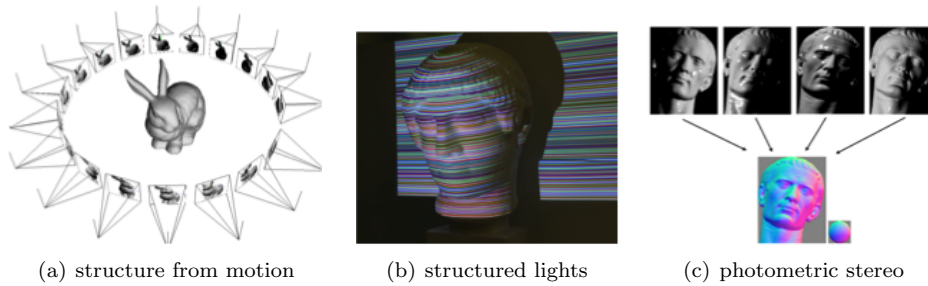 (a) structure from motion
(b) structured lights
(c) photometric stereo